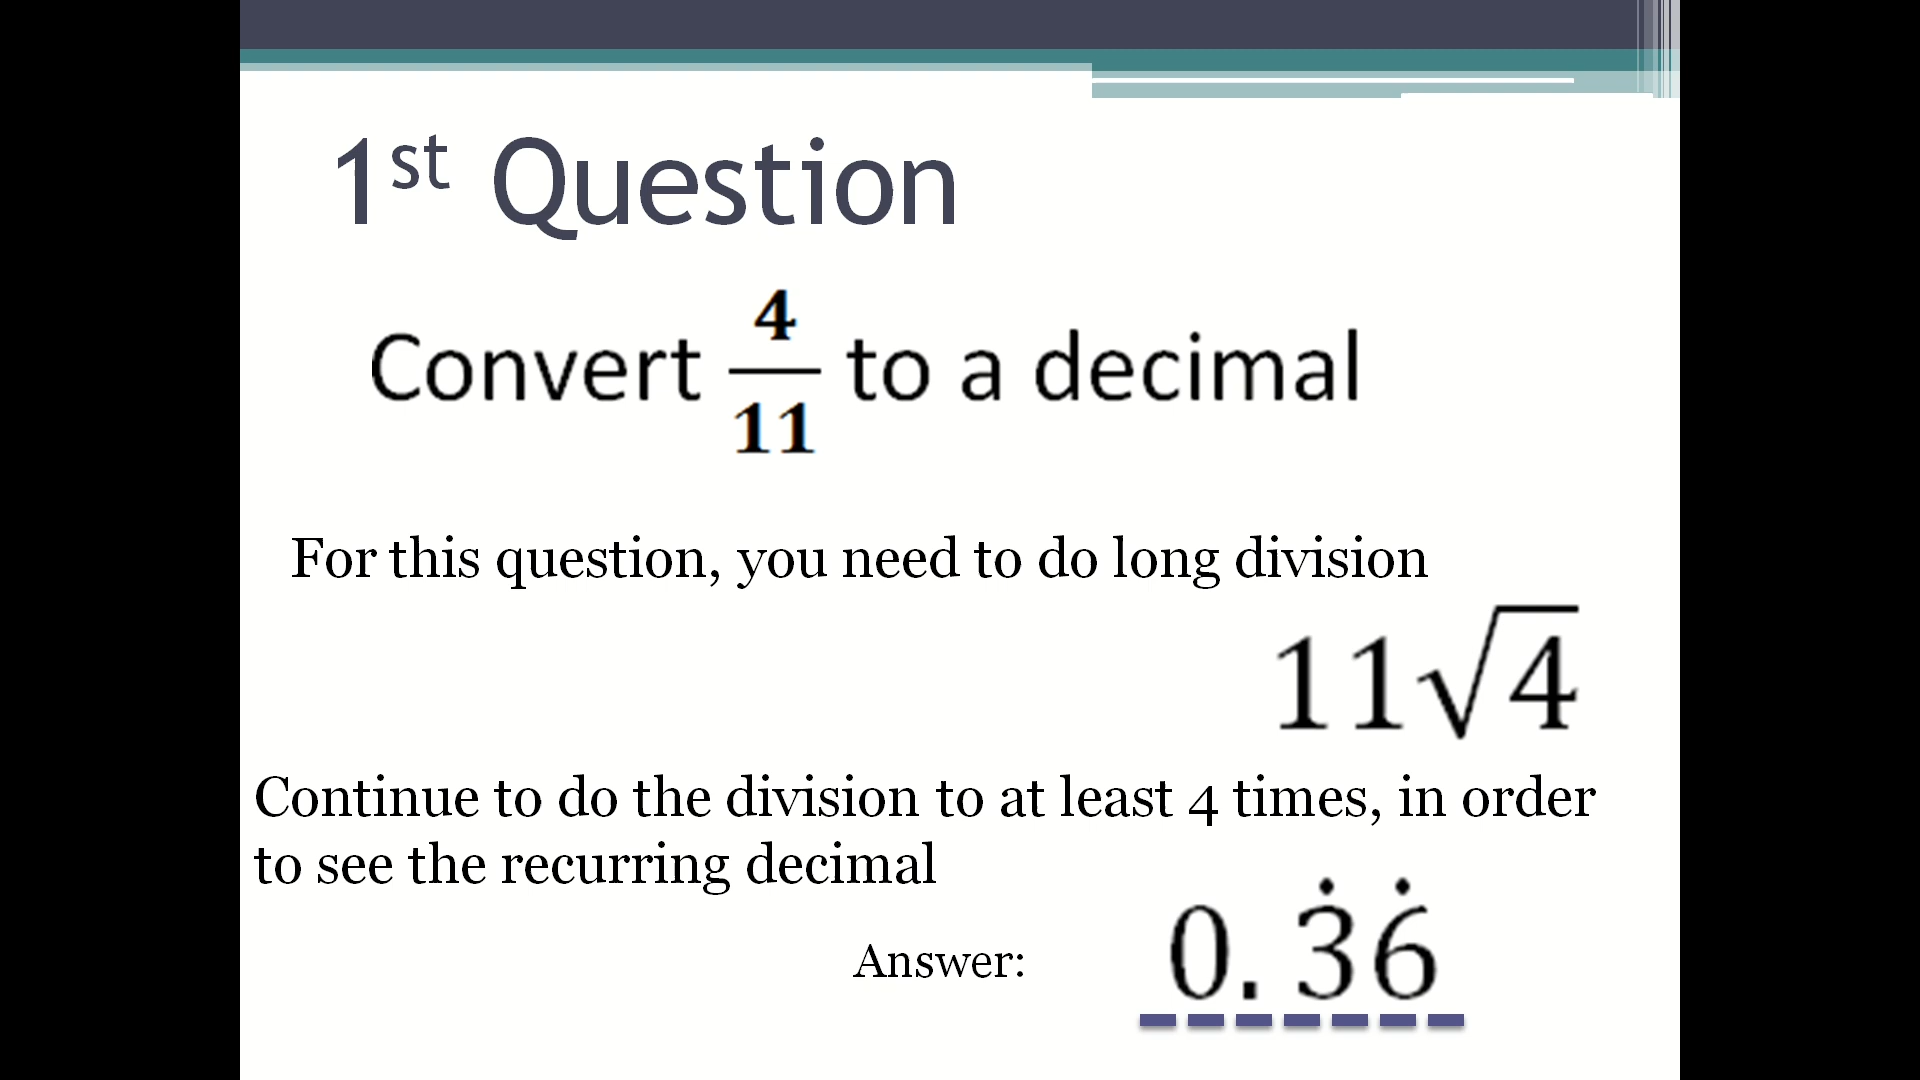 1st Question
Convert 4/11 to a decimal
For this question, you need to do long division
11√4
Continue to do the division to at least 4 times, in order
to see the recurring decimal
Answer: 0.3̇6̇